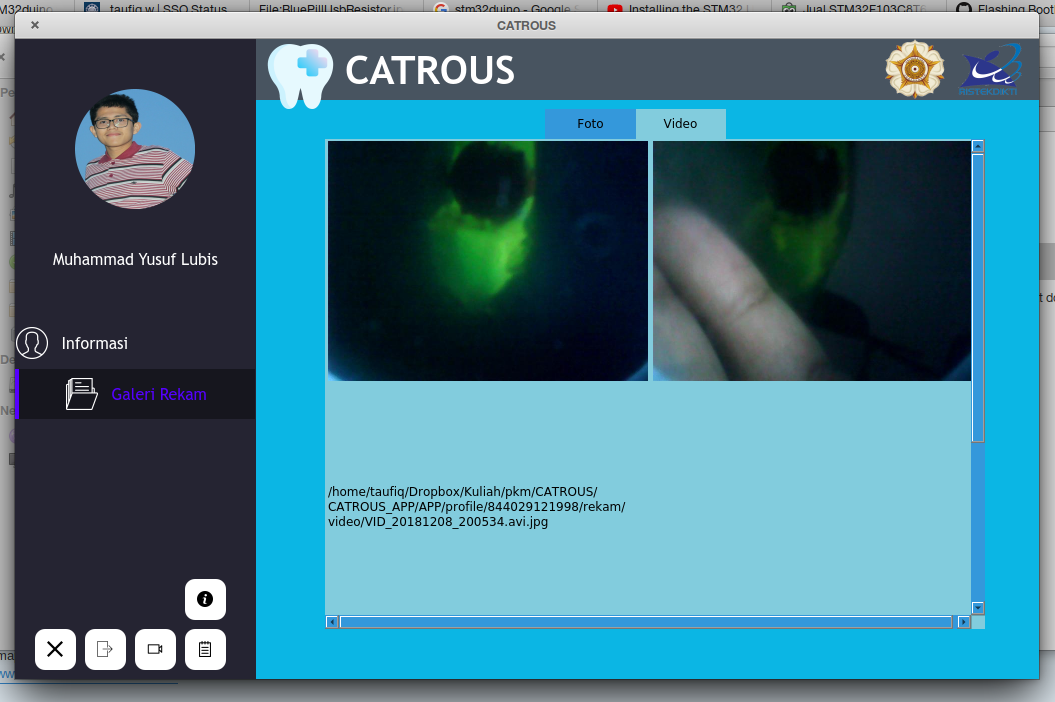 taufiq w | SSO Status
File:BluePillUsbResistor.jp
stm32duino - Google S
Installing the STM32
Jual STM32F103C8T6
Flashing Boot
CATROUS
CATROUS
RISTEKDIKTI
Foto
Video
Muhammad Yusuf Lubis
Informasi
Galeri Rekam
/home/taufiq/Dropbox/Kuliah/pkm/CATROUS/
CATROUS_APP/APP/profile/844029121998/rekam/
video/VID_20181208_200534.avi.jpg